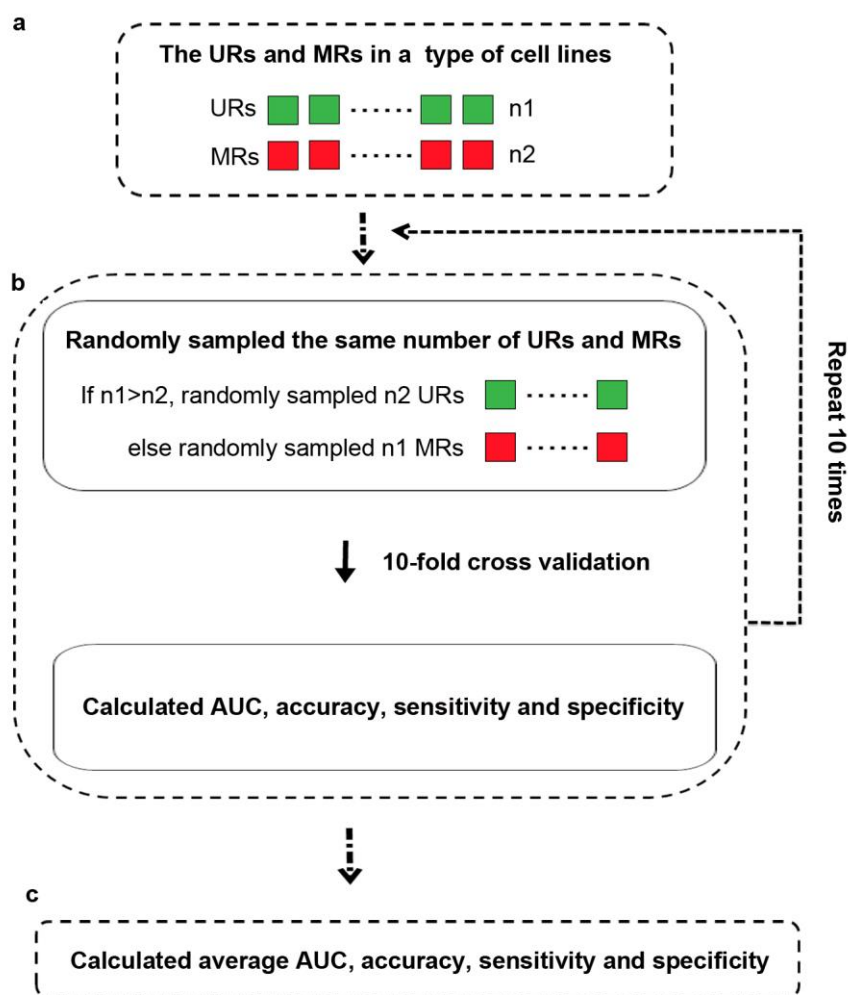 a
The URs and MRs in a type of cell lines
URs ...... n1
MRs ...... n2
b
Randomly sampled the same number of URs and MRs
If n1>n2, randomly sampled n2 URs ......
else randomly sampled n1 MRs ......
10-fold cross validation
Calculated AUC, accuracy, sensitivity and specificity
Repeat 10 times
c
Calculated average AUC, accuracy, sensitivity and specificity